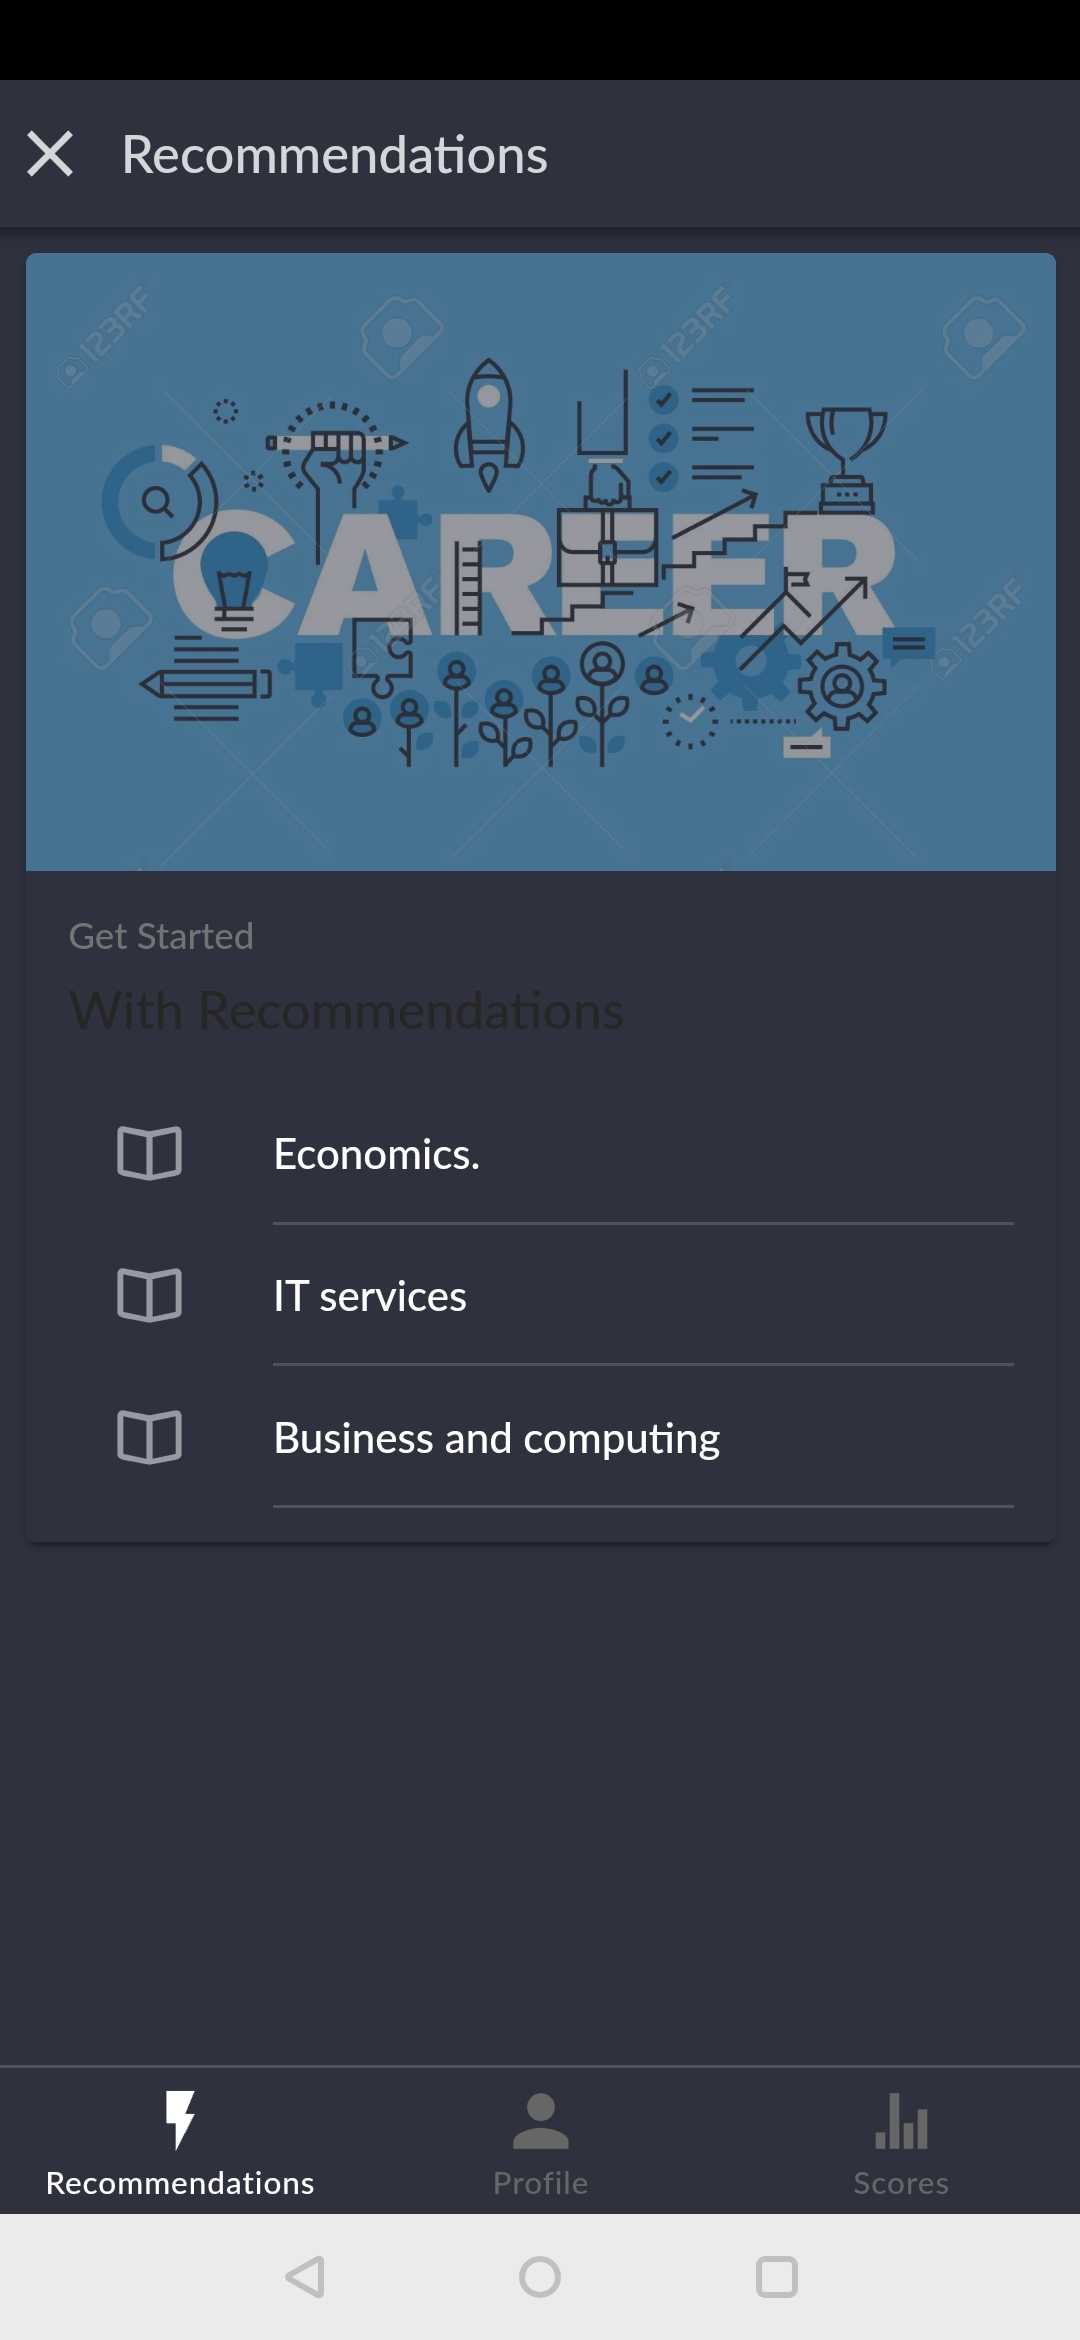 Recommendations
123RF
123RF
CAREER
123RF
123RF
Get Started
With Recommendations
Economics.
IT services
Business and computing
Recommendations
Profile
Scores